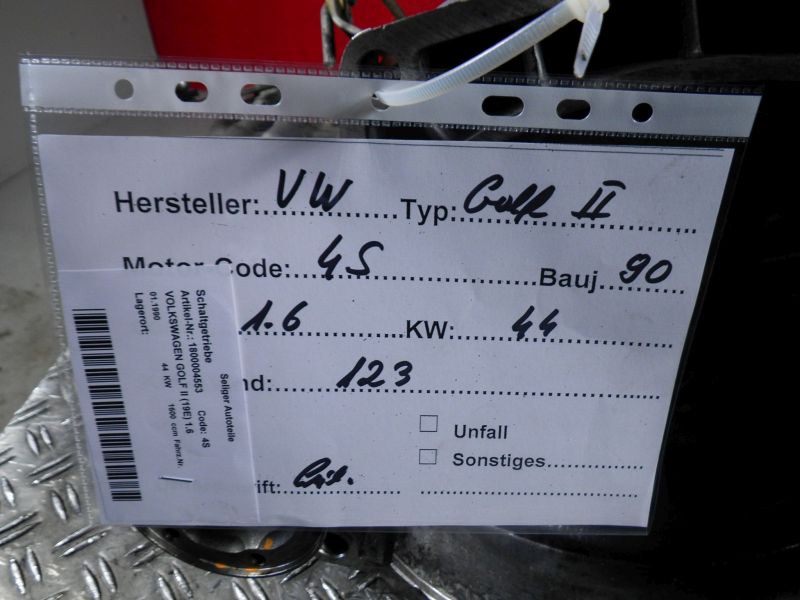 Hersteller: VW Typ: Golf II
Motor Code: 4S Bauj. 90
1.6 KW: 44
nd: 123
Unfall
Sonstiges
ift:
Seliger Autoteile
Schaltgetriebe
Artikel-Nr.: 1800004553 Code: 4S
VOLKSWAGEN GOLF II (19E) 1.6
01.1990 44 KW 1600 ccm Fahrz.Nr.
Lagerort: